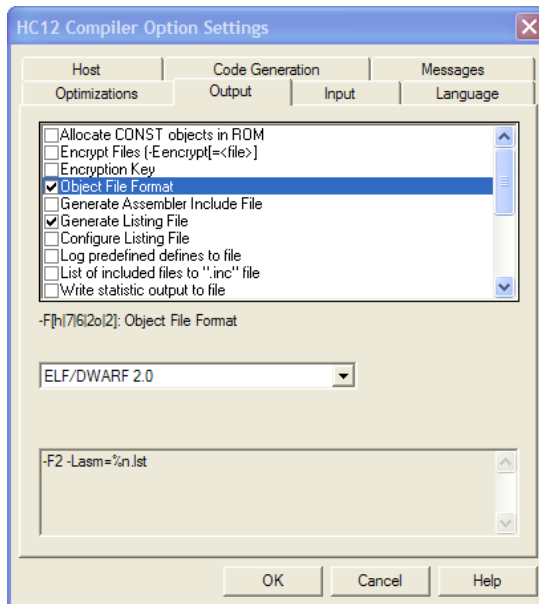 HC12 Compiler Option Settings
Host
Code Generation
Messages
Optimizations
Output
Input
Language
Allocate CONST objects in ROM
Encrypt Files (-Eencrypt[=<file>]
Encryption Key
Object File Format
Generate Assembler Include File
Generate Listing File
Configure Listing File
Log predefined defines to file
List of included files to ".inc" file
Write statistic output to file
-F[h|7|6|2o|2]: Object File Format
ELF/DWARF 2.0
-F2 -Lasm=%n.lst
OK
Cancel
Help